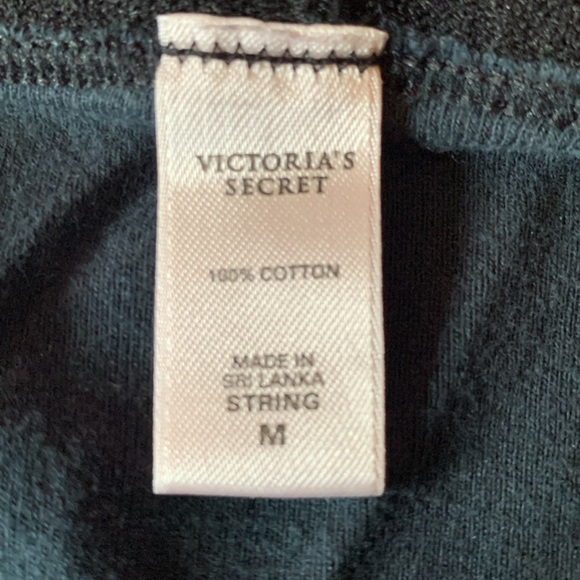 VICTORIA'S
SECRET
100% COTTON
MADE IN
SRI LANKA
STRING
M